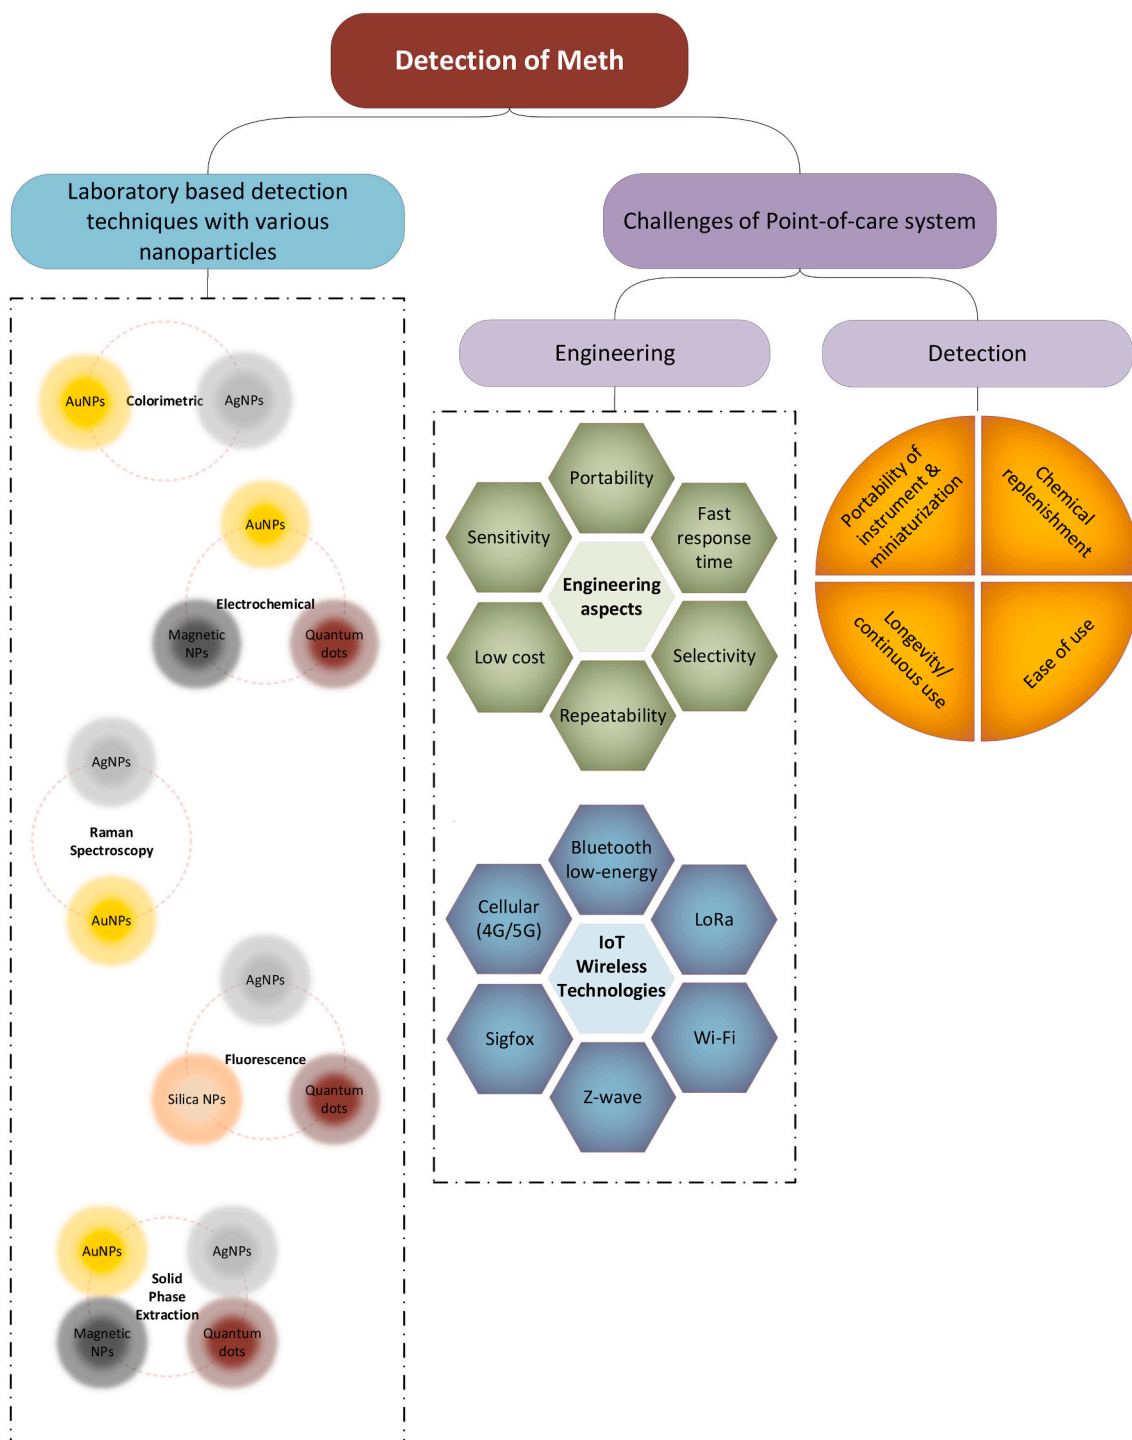 Detection of Meth
Laboratory based detection
techniques with various
nanoparticles
Challenges of Point-of-care system
Engineering
Detection
AuNPs
Colorimetric
AgNPs
AuNPs
Electrochemical
Magnetic
NPs
Quantum
dots
AgNPs
Raman
Spectroscopy
AuNPs
AgNPs
Fluorescence
Silica NPs
Quantum
dots
AuNPs
AgNPs
Solid
Phase
Extraction
Magnetic
NPs
Quantum
dots
Portability
Sensitivity
Fast
response
time
Engineering
aspects
Low cost
Selectivity
Repeatability
Bluetooth
low-energy
Cellular
(4G/5G)
LoRa
IoT
Wireless
Technologies
Sigfox
Wi-Fi
Z-wave
Portability of
instrument &
miniaturization
Chemical
replenishment
Longevity/
continuous use
Ease of use